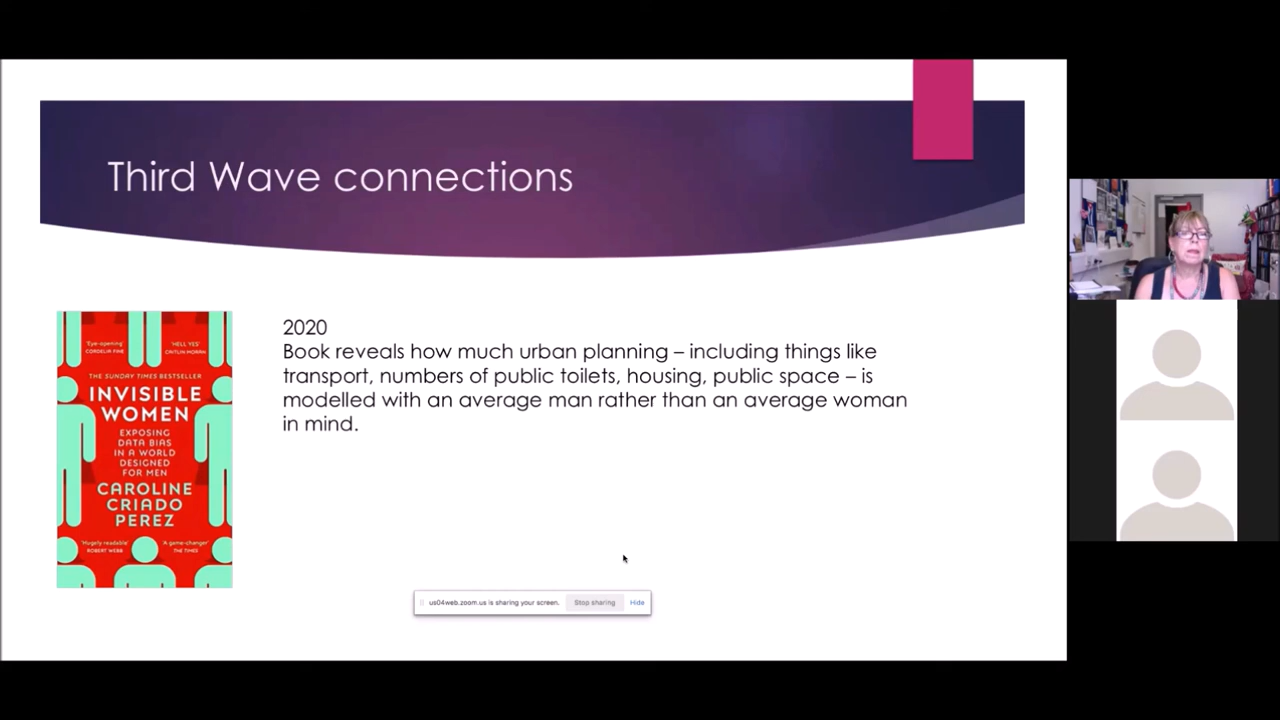 Third Wave connections
'Eye-opening'
CORDELIA FINE
'HELL YES'
CAITLIN MORAN
THE SUNDAY TIMES BESTSELLER
INVISIBLE
WOMEN
EXPOSING
DATA BIAS
IN A WORLD
DESIGNED
FOR MEN
CAROLINE
CRIADO
PEREZ
'Hugely readable'
ROBERT WEBB
'A game-changer'
THE TIMES
2020
Book reveals how much urban planning – including things like
transport, numbers of public toilets, housing, public space – is
modelled with an average man rather than an average woman
in mind.
us04web.zoom.us is sharing your screen.
Stop sharing
Hide